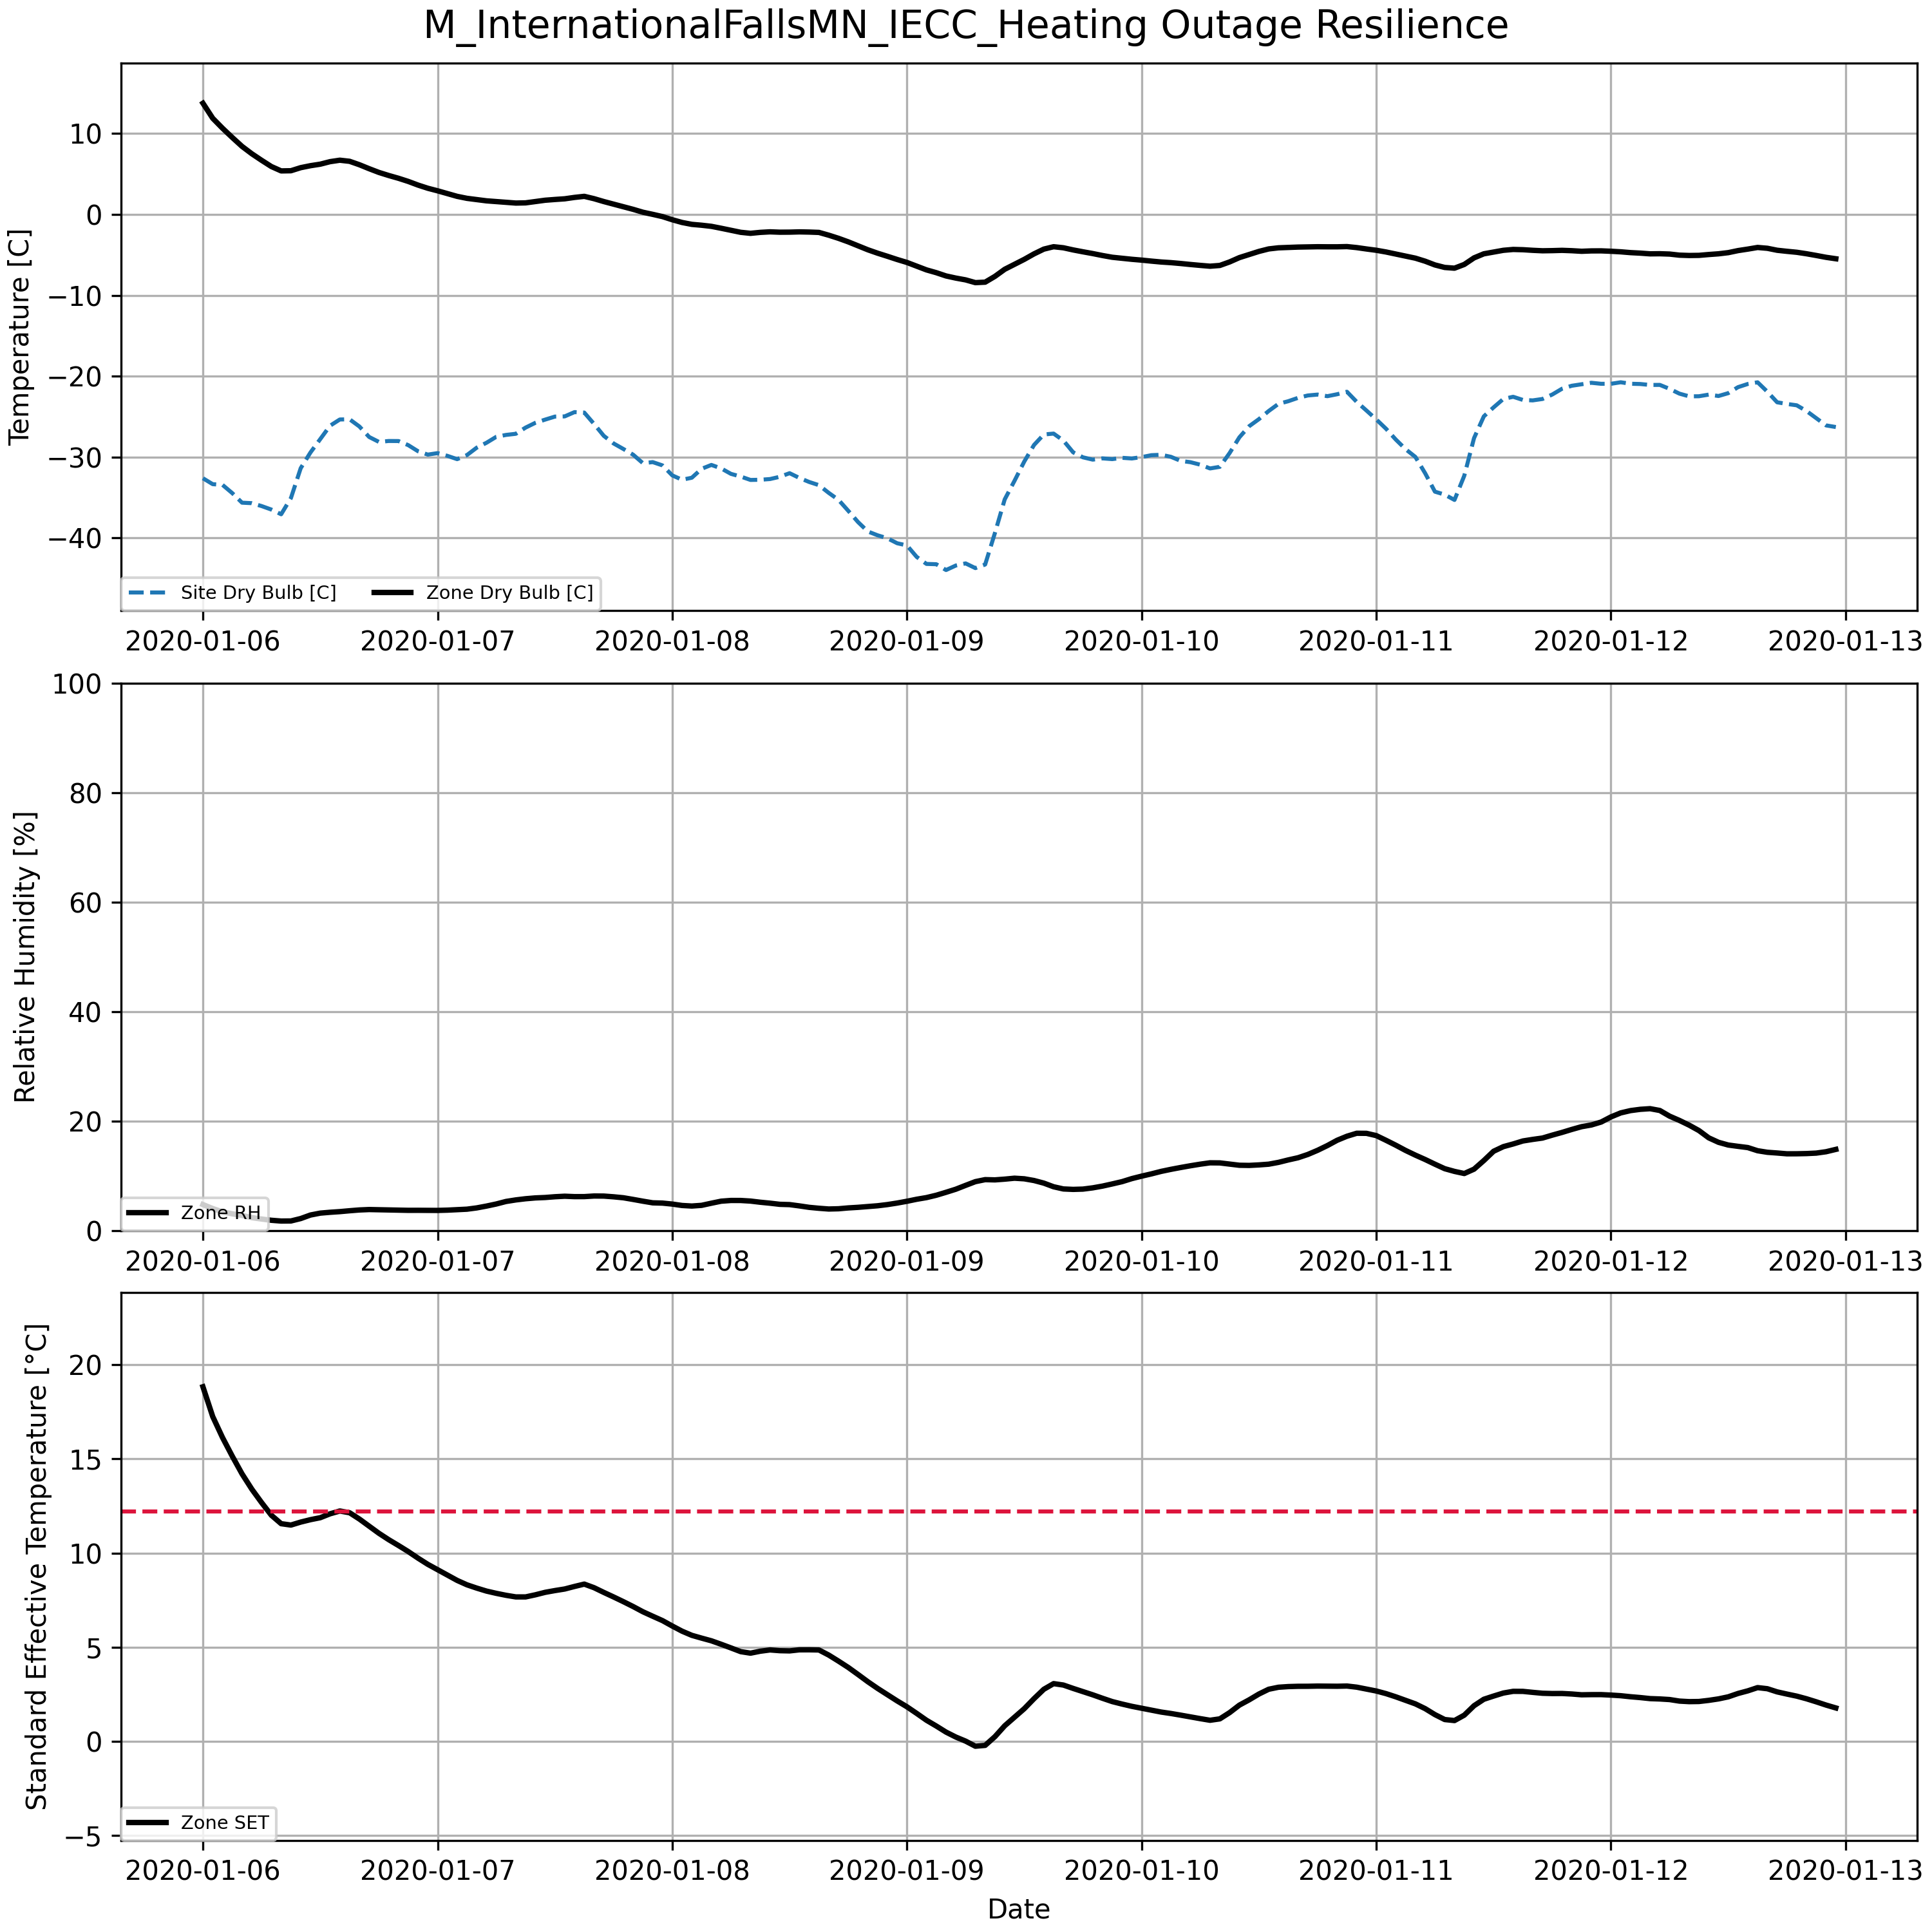 M_InternationalFallsMN_IECC_Heating Outage Resilience
Temperature [C]
10
0
−10
−20
−30
−40
Site Dry Bulb [C] Zone Dry Bulb [C]
2020-01-06 2020-01-07 2020-01-08 2020-01-09 2020-01-10 2020-01-11 2020-01-12 2020-01-13
Relative Humidity [%]
100
80
60
40
20
0
Zone RH
2020-01-06 2020-01-07 2020-01-08 2020-01-09 2020-01-10 2020-01-11 2020-01-12 2020-01-13
Standard Effective Temperature [°C]
20
15
10
5
0
−5
Zone SET
2020-01-06 2020-01-07 2020-01-08 2020-01-09 2020-01-10 2020-01-11 2020-01-12 2020-01-13
Date